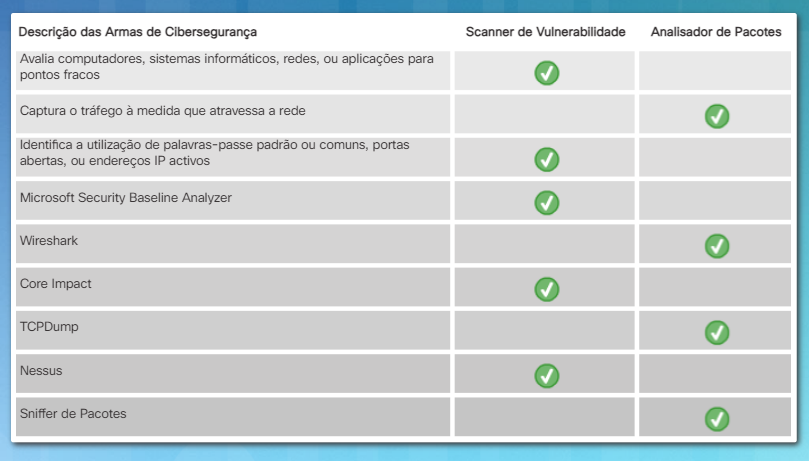 Descrição das Armas de Cibersegurança Scanner de Vulnerabilidade Analisador de Pacotes
Avalia computadores, sistemas informáticos, redes, ou aplicações para
pontos fracos
Captura o tráfego à medida que atravessa a rede
Identifica a utilização de palavras-passe padrão ou comuns, portas
abertas, ou endereços IP activos
Microsoft Security Baseline Analyzer
Wireshark
Core Impact
TCPDump
Nessus
Sniffer de Pacotes